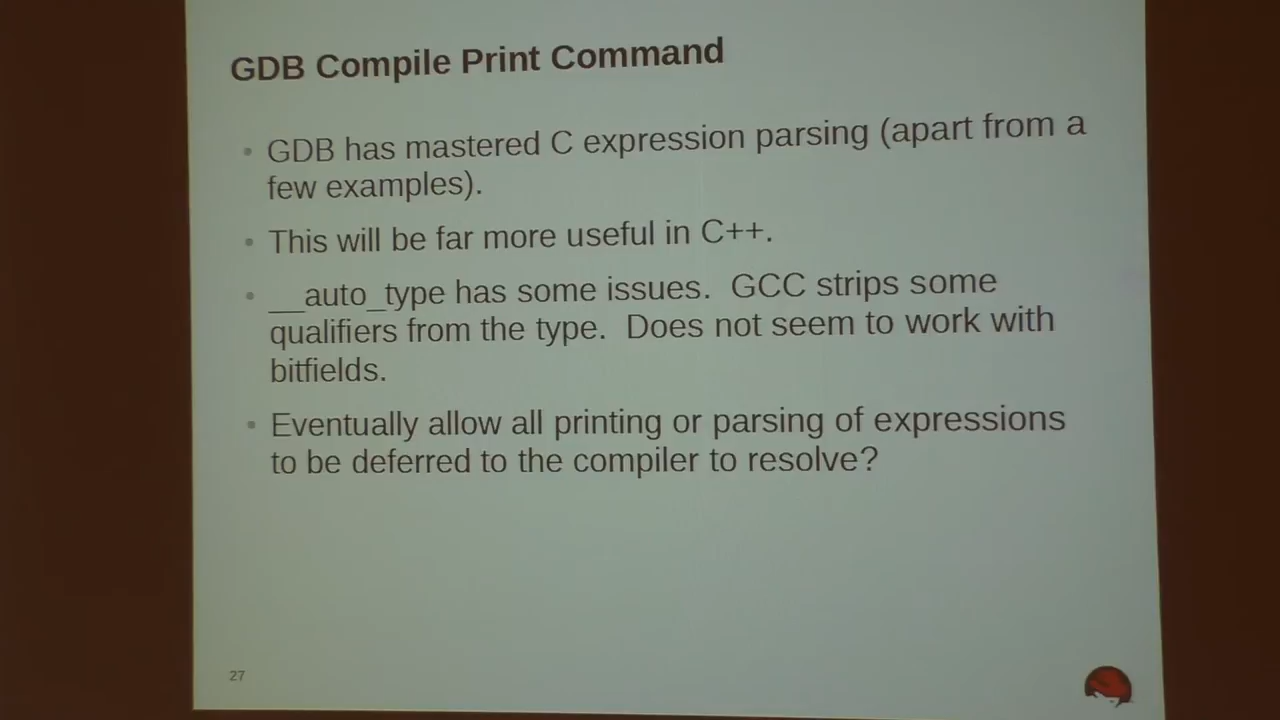 GDB Compile Print Command
• GDB has mastered C expression parsing (apart from a
few examples).
• This will be far more useful in C++.
• __auto_type has some issues.  GCC strips some
qualifiers from the type.  Does not seem to work with
bitfields.
• Eventually allow all printing or parsing of expressions
to be deferred to the compiler to resolve?
27